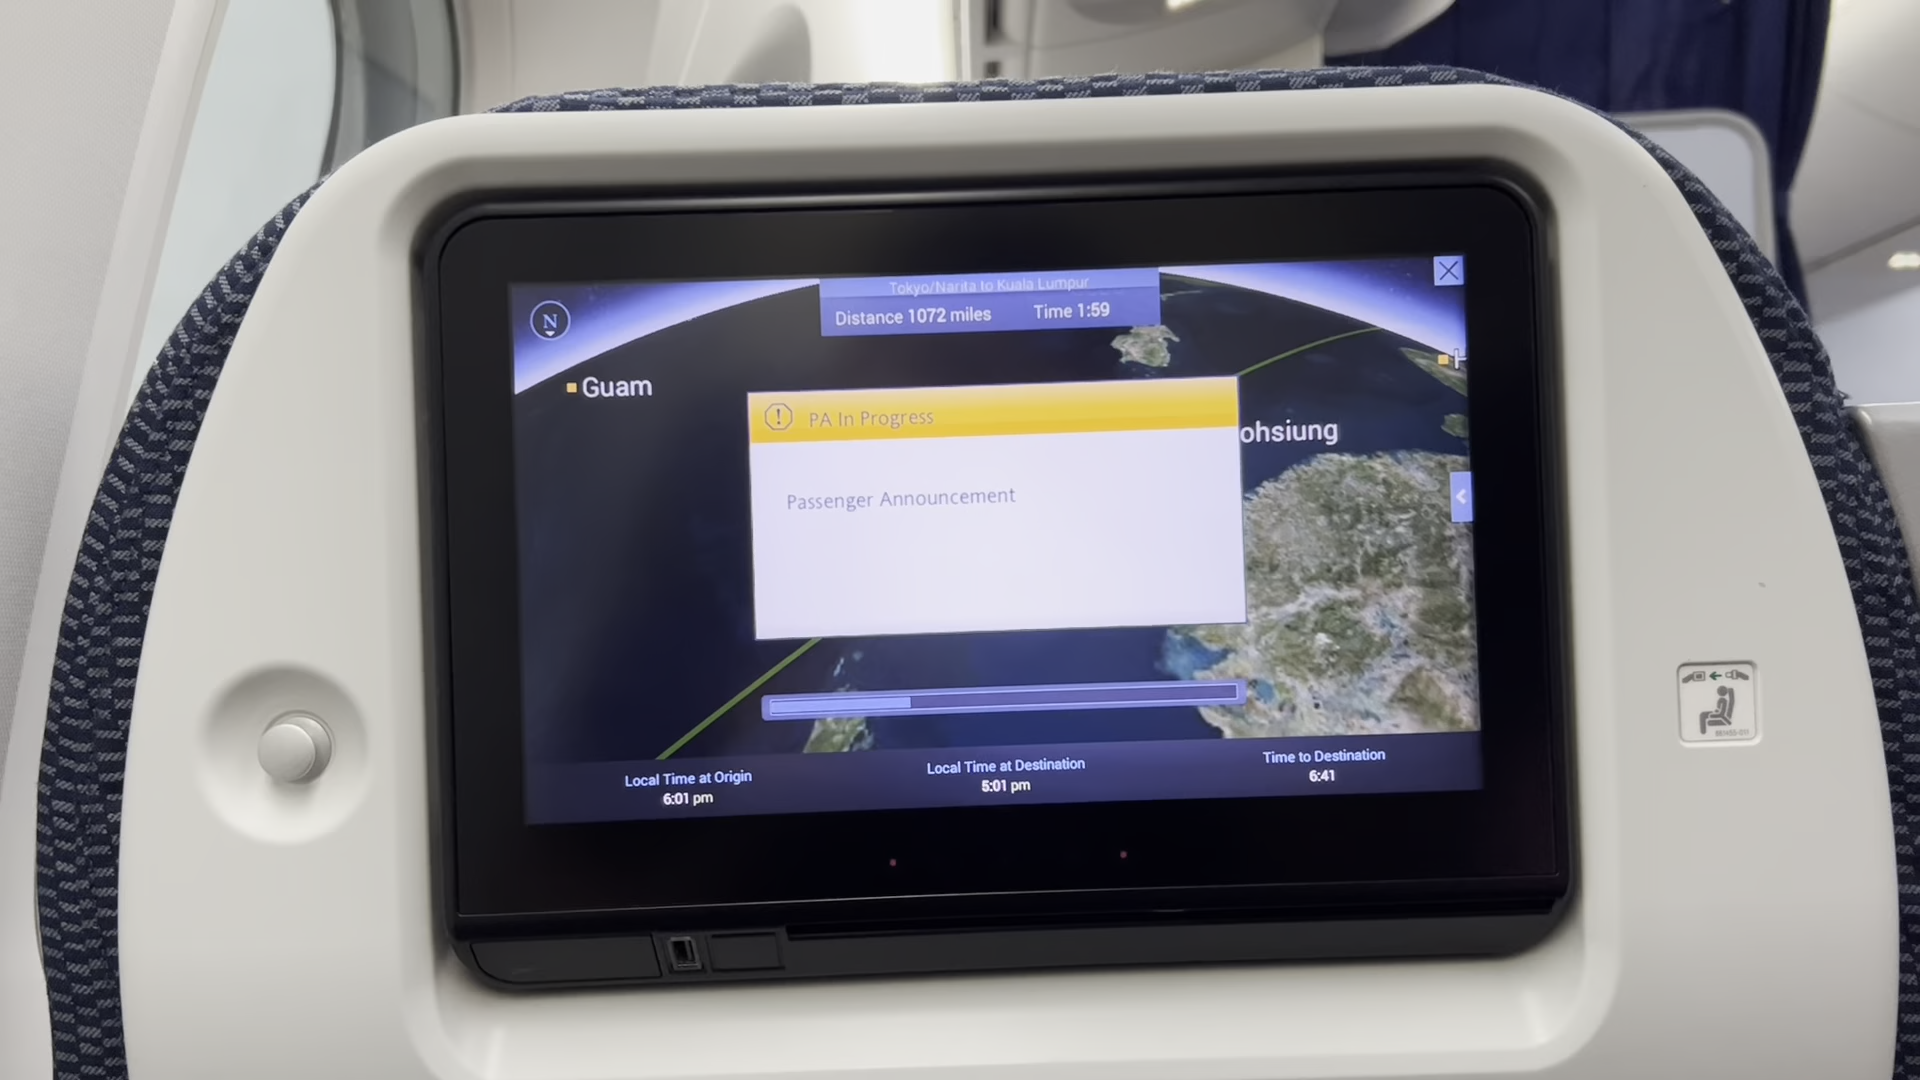 Tokyo/Narita to Kuala Lumpur
Distance 1072 miles Time 1:59
N
Guam
PA In Progress
ohsiung
Passenger Announcement
Local Time at Origin
6:01 pm
Local Time at Destination
5:01 pm
Time to Destination
6:41